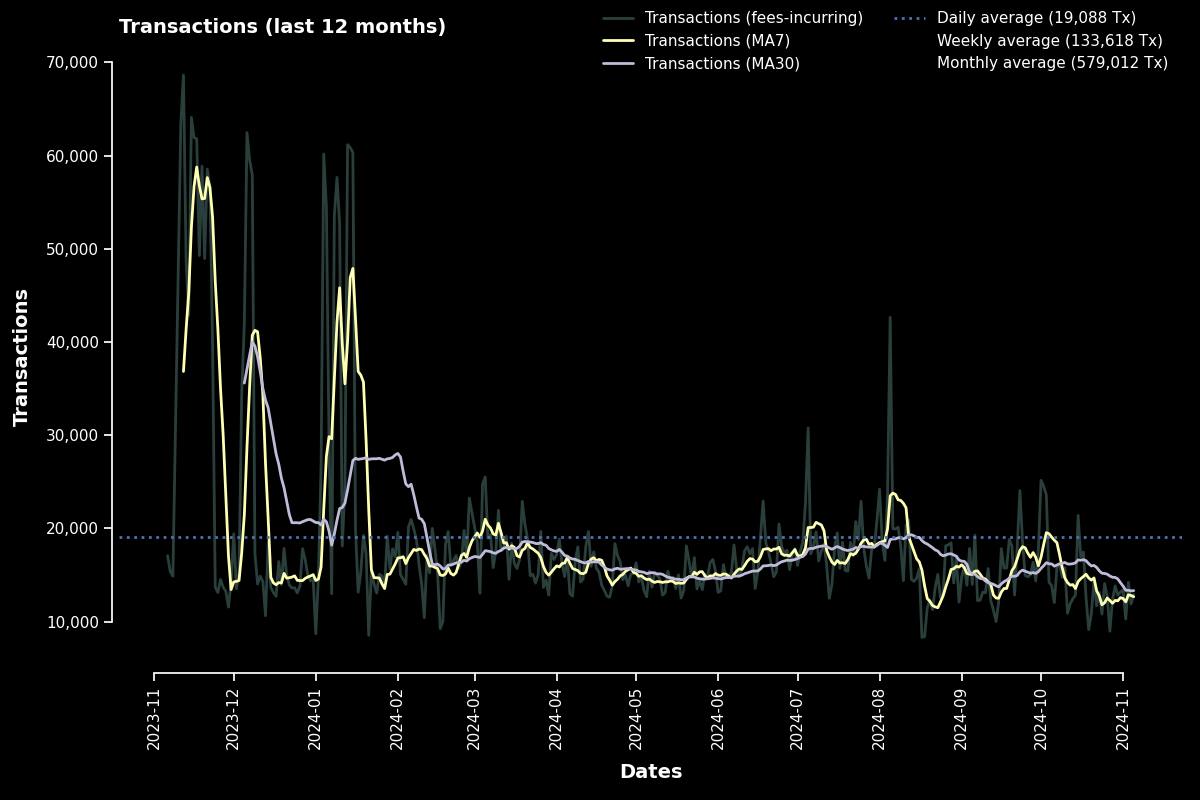 Transactions (last 12 months)
Transactions (fees-incurring)
Transactions (MA7)
Transactions (MA30)
Daily average (19,088 Tx)
Weekly average (133,618 Tx)
Monthly average (579,012 Tx)
Transactions
70,000
60,000
50,000
40,000
30,000
20,000
10,000
2023-11
2023-12
2024-01
2024-02
2024-03
2024-04
2024-05
2024-06
2024-07
2024-08
2024-09
2024-10
2024-11
Dates